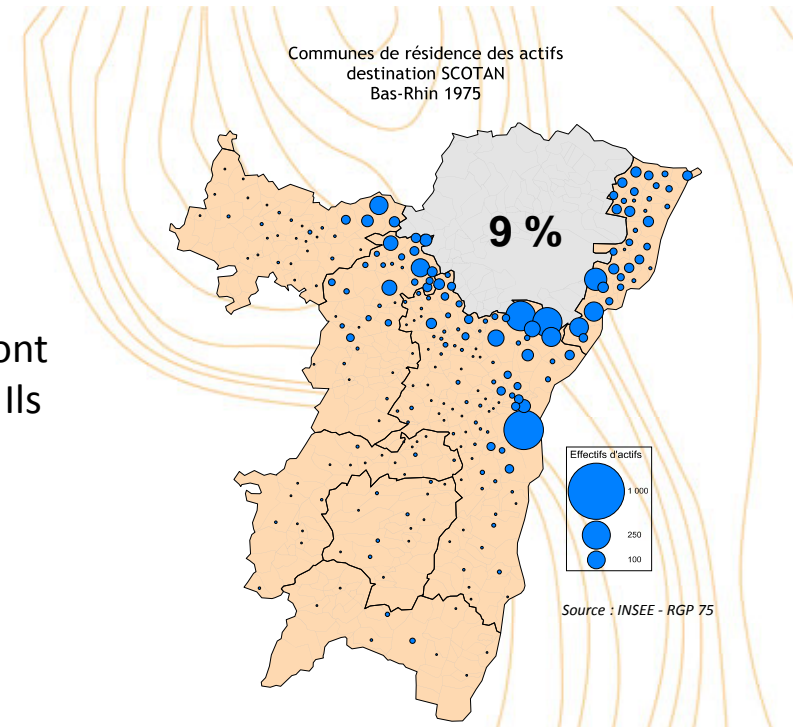 Communes de résidence des actifs
destination SCOTAN
Bas-Rhin 1975
9 %
ont
Ils
Effectifs d'actifs
1 000
250
100
Source : INSEE - RGP 75